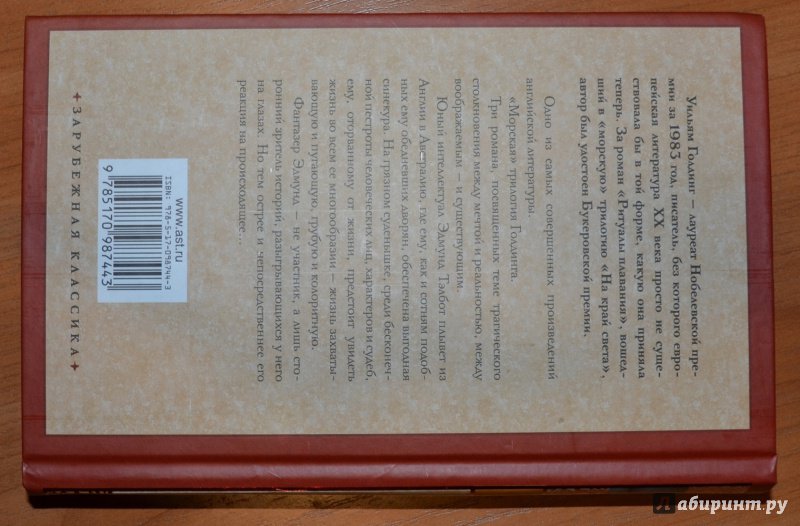 Уильям Голдинг — лауреат Нобелевской пре-
мии за 1983 год, писатель, без которого евро-
пейская литература XX века просто не суще-
ствовала бы в той форме, какую она приняла
теперь. За роман «Ритуалы плавания», вошед-
ший в «морскую» трилогию «На край света»,
автор был удостоен Букеровской премии.
Одно из самых совершенных произведений
английской литературы.
«Морская» трилогия Голдинга.
Три романа, посвященных теме трагического
столкновения между мечтой и реальностью, между
воображаемым — и существующим.
Юный интеллектуал Эдмунд Тэлбот плывет из
Англии в Австралию, где ему, как и сотням подоб-
ных ему обедневших дворян, обеспечена выгодная
синекура. На грязном суденышке, среди бесконеч-
ной пестроты человеческих лиц, характеров и судеб,
ему, оторванному от жизни, предстоит увидеть
жизнь во всем ее многообразии — жизнь захваты-
вающую и пугающую, грубую и колоритную.
Фантазер Эдмунд — не участник, а лишь сто-
ронний зритель историй, разыгрывающихся у него
на глазах. Но тем острее и непосредственнее его
реакция на происходящее...
www.ast.ru
ISBN: 978-5-17-098744-3
9 785170 987443
ЗАРУБЕЖНАЯ КЛАССИКА
Лабиринт.ру